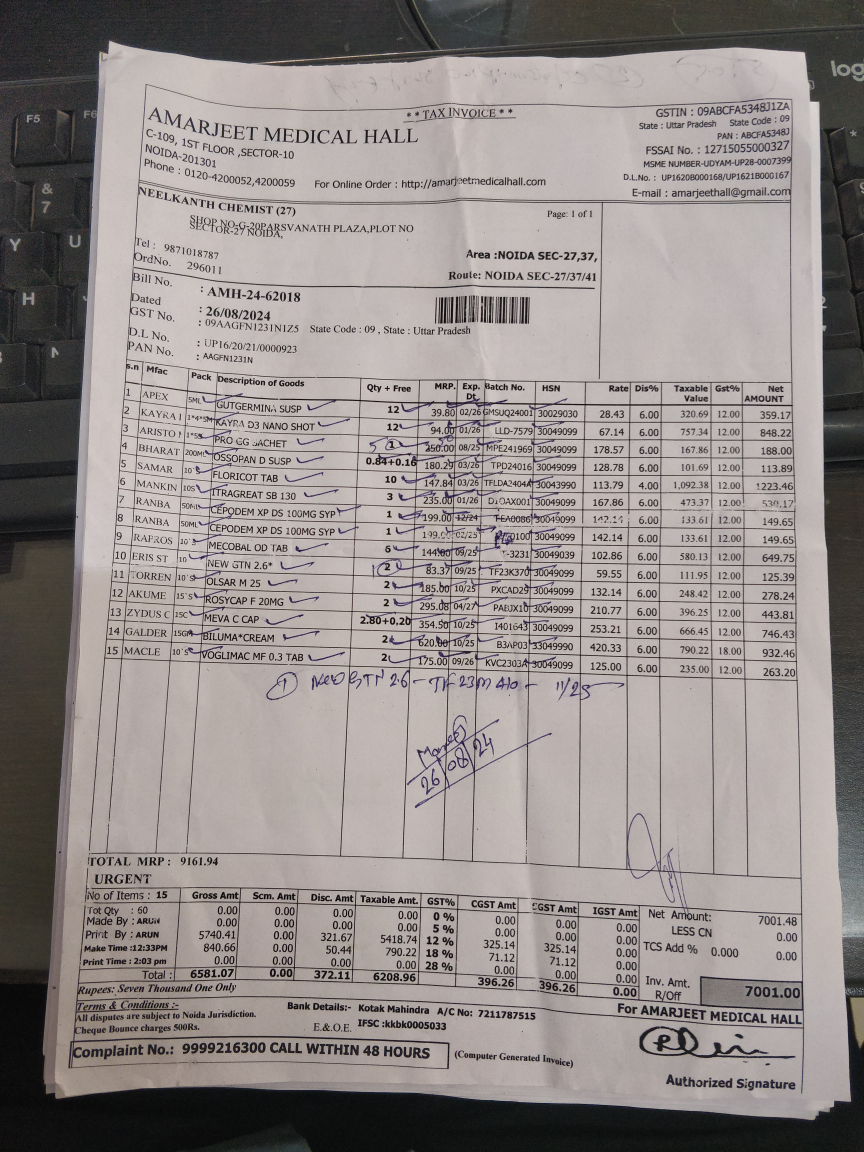 ** TAX INVOICE **
AMARJEET MEDICAL HALL
C-109, 1ST FLOOR ,SECTOR-10
NOIDA-201301
Phone : 0120-4200052,4200059
For Online Order : http://amarjeetmedicalhall.com
GSTIN : 09ABCFA5348J1ZA
State : Uttar Pradesh State Code : 09
PAN : ABCFA5348J
FSSAI No. : 12715055000327
MSME NUMBER-UDYAM-UP28-0007399
D.L.No. : UP1620B000168/UP1621B000167
E-mail : amarjeethall@gmail.com
NEELKANTH CHEMIST (27)
SHOP NO-G-20PARSVANATH PLAZA,PLOT NO
SECTOR-27 NOIDA,
Page: 1 of 1
Tel : 9871018787
OrdNo. 296011
Area :NOIDA SEC-27,37,
Route: NOIDA SEC-27/37/41
Bill No. : AMH-24-62018
Dated : 26/08/2024
GST No. : 09AAGFN1231N1Z5 State Code : 09 , State : Uttar Pradesh
D.L No. : UP16/20/21/0000923
PAN No. : AAGFN1231N
s.n Mfac Pack Description of Goods Qty + Free MRP. Exp. Dt. Batch No. HSN Rate Dis% Taxable Value Gst% Net AMOUNT
1 APEX 5ML GUTGERMINA SUSP 12 39.80 02/26 GMSUQ24001 30029030 28.43 6.00 320.69 12.00 359.17
2 KAYRA 1*4*5M KAYRA D3 NANO SHOT 12 94.00 01/26 LLD-7579 30049099 67.14 6.00 757.34 12.00 848.22
3 ARISTO PRO GG SACHET 250.00 08/25 MPE241969 30049099 178.57 6.00 167.86 12.00 188.00
4 BHARAT 200ML OSSOPAN D SUSP 0.84+0.16 180.29 03/26 TPD24016 30049099 128.78 6.00 101.69 12.00 113.89
5 SAMAR 10'S FLORICOT TAB 10 147.84 03/26 TFLDA2404A 30043990 113.79 4.00 1,092.38 12.00 1223.46
6 MANKIN 10S ITRAGREAT SB 130 3 235.00 01/26 30049099 167.86 6.00 473.37 12.00 530.17
7 RANBA 50ML CEPODEM XP DS 100MG SYP 1 199.00 12/24 30049099 142.14 6.00 133.61 12.00 149.65
8 RANBA 50ML CEPODEM XP DS 100MG SYP 1 199.00 02/25 30049099 142.14 6.00 133.61 12.00 149.65
9 RAPROS 10'S MECOBAL OD TAB 6 144.00 09/25 30049039 102.86 6.00 580.13 12.00 649.75
10 ERIS ST 10 NEW GTN 2.6* 2 83.37 09/25 TF23K370 30049099 59.55 6.00 111.95 12.00 125.39
11 TORREN 10'S OLSAR M 25 2 185.00 10/25 PXCAD29 30049099 132.14 6.00 248.42 12.00 278.24
12 AKUME 15'S ROSYCAP F 20MG 2 295.08 04/27 PABJX10 30049099 210.77 6.00 396.25 12.00 443.81
13 ZYDUS C 15C MEVA C CAP 2.80+0.20 354.50 10/25 I401643 30049099 253.21 6.00 666.45 12.00 746.43
14 GALDER 15GM BILUMA*CREAM 2 620.00 10/25 B3AP03 33049990 420.33 6.00 790.22 18.00 932.46
15 MACLE 10'S VOGLIMAC MF 0.3 TAB 2 175.00 09/26 KVC2303A 30049099 125.00 6.00 235.00 12.00 263.20
① New GTN 2.6 - TF23M410 - 11/25
26/08/24
TOTAL MRP : 9161.94
URGENT
No of Items : 15 Gross Amt Scm. Amt Disc. Amt Taxable Amt. GST% CGST Amt SGST Amt IGST Amt
Tot Qty : 60 0.00 0.00 0.00 0.00 0 % 0.00 0.00 0.00
Made By : ARUN 0.00 0.00 0.00 0.00 5 % 0.00 0.00 0.00
Print By : ARUN 5740.41 0.00 321.67 5418.74 12 % 325.14 325.14 0.00
Make Time :12:33PM 840.66 0.00 50.44 790.22 18 % 71.12 71.12 0.00
Print Time : 2:03 pm 0.00 0.00 0.00 0.00 28 % 0.00 0.00 0.00
Total : 6581.07 0.00 372.11 6208.96 396.26 396.26 0.00
Net Amount: 7001.48
LESS CN 0.00
TCS Add % 0.000 0.00
Inv. Amt. R/Off 7001.00
Rupees: Seven Thousand One Only
Terms & Conditions :-
All disputes are subject to Noida Jurisdiction.
Cheque Bounce charges 500Rs.
Bank Details:- Kotak Mahindra A/C No: 7211787515
E.& O.E. IFSC :kkbk0005033
For AMARJEET MEDICAL HALL
Complaint No.: 9999216300 CALL WITHIN 48 HOURS
(Computer Generated Invoice)
Authorized Signature
F5
F6
&
7
Y
U
H
log